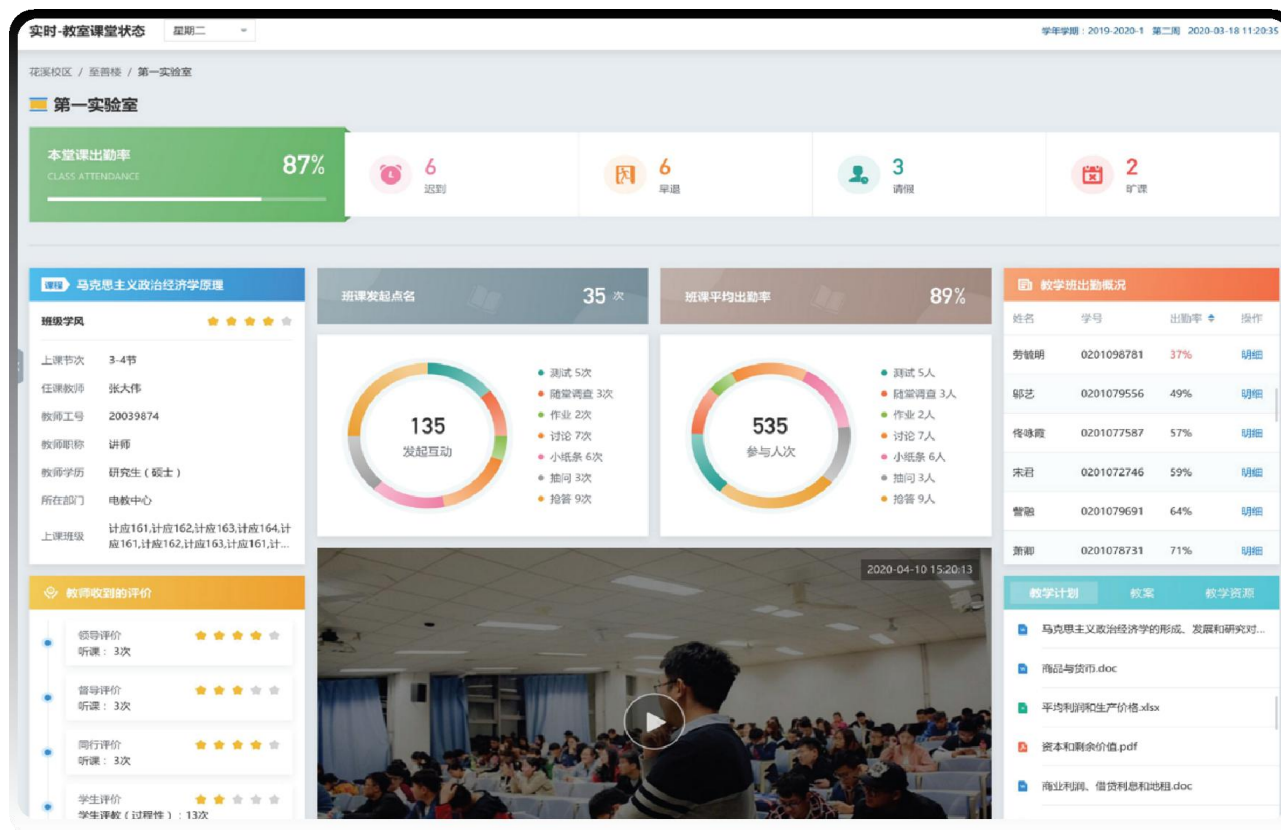 实时-教室课堂状态
星期二
学年学期：2019-2020-1 第二周 2020-03-18 11:20:35
花溪校区 / 至善楼 / 第一实验室
第一实验室
本堂课出勤率
CLASS ATTENDANCE
87%
6
迟到
6
早退
3
请假
2
旷课
课程 马克思主义政治经济学原理
班级学风
上课节次 3-4节
任课教师 张大伟
教师工号 20039874
教师职称 讲师
教师学历 研究生（硕士）
所在部门 电教中心
上课班级 计应161,计应162,计应163,计应164,计
应161,计应162,计应163,计应161,计...
教师收到的评价
领导评价
听课：3次
督导评价
听课：3次
同行评价
听课：3次
学生评价
学生评教（过程性）：13次
班课发起点名 35 次
135
发起互动
测试 5次
随堂调查 3次
作业 2次
讨论 7次
小纸条 6次
抽问 3次
抢答 9次
班课平均出勤率 89%
535
参与人次
测试 5人
随堂调查 3人
作业 2人
讨论 7人
小纸条 6人
抽问 3人
抢答 9人
2020-04-10 15:20:13
教学班出勤概况
姓名 学号 出勤率 操作
劳毓明 0201098781 37% 明细
邬艺 0201079556 49% 明细
佟咏霞 0201077587 57% 明细
宋君 0201072746 59% 明细
融 0201079691 64% 明细
萧卿 0201078731 71% 明细
教学计划 教案 教学资源
马克思主义政治经济学的形成、发展和研究对...
商品与货币.doc
平均利润和生产价格.xlsx
资本和剩余价值.pdf
商业利润、借贷利息和地租.doc